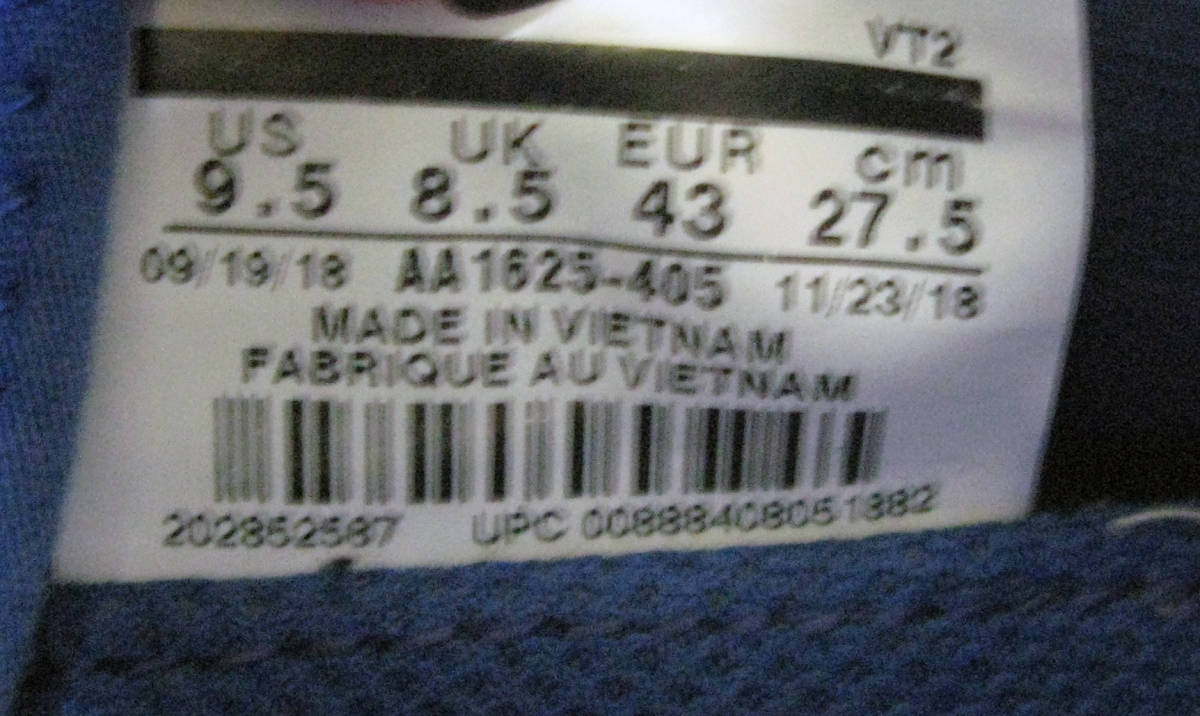 VT2
US UK EUR cm
9.5 8.5 43 27.5
09/19/18 AA1625-405 11/23/18
MADE IN VIETNAM
FABRIQUE AU VIETNAM
202852587 UPC 00888408051882